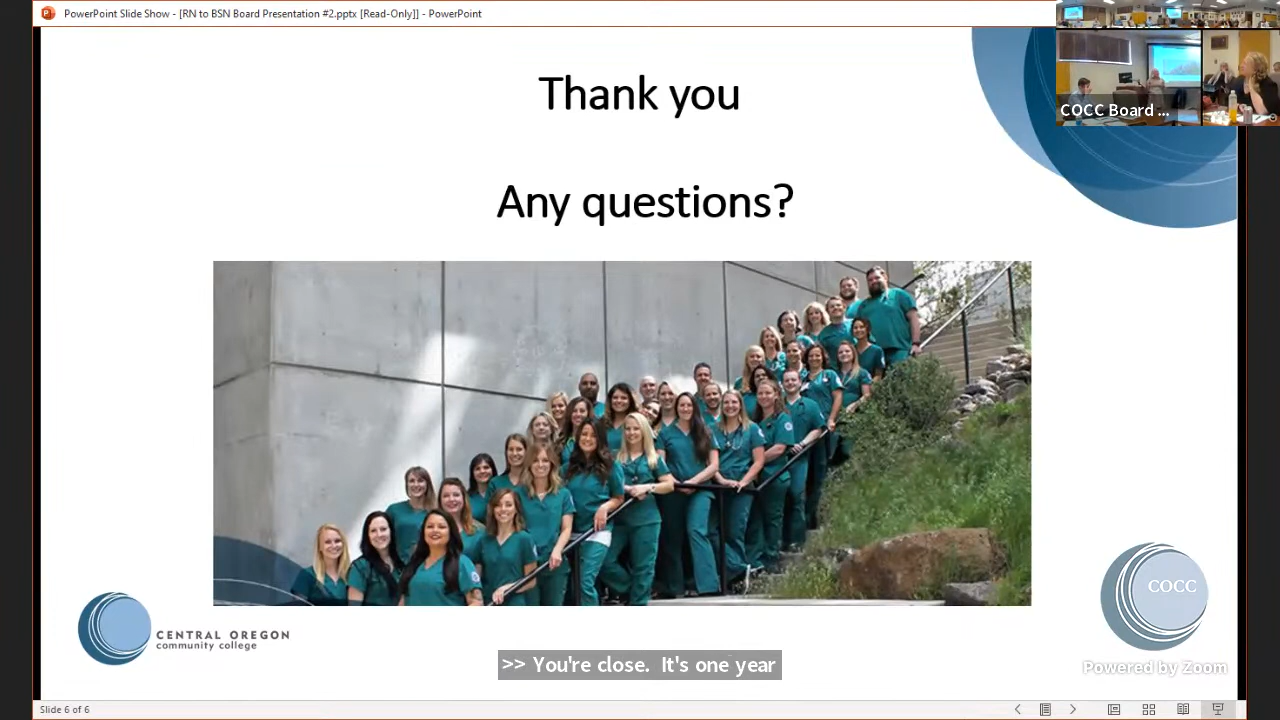 PowerPoint Slide Show - [RN to BSN Board Presentation #2.pptx [Read-Only]] - PowerPoint
COCC Board ...
Thank you
Any questions?
CENTRAL OREGON
community college
COCC
>> You're close. It's one year
Powered by Zoom
Slide 6 of 6